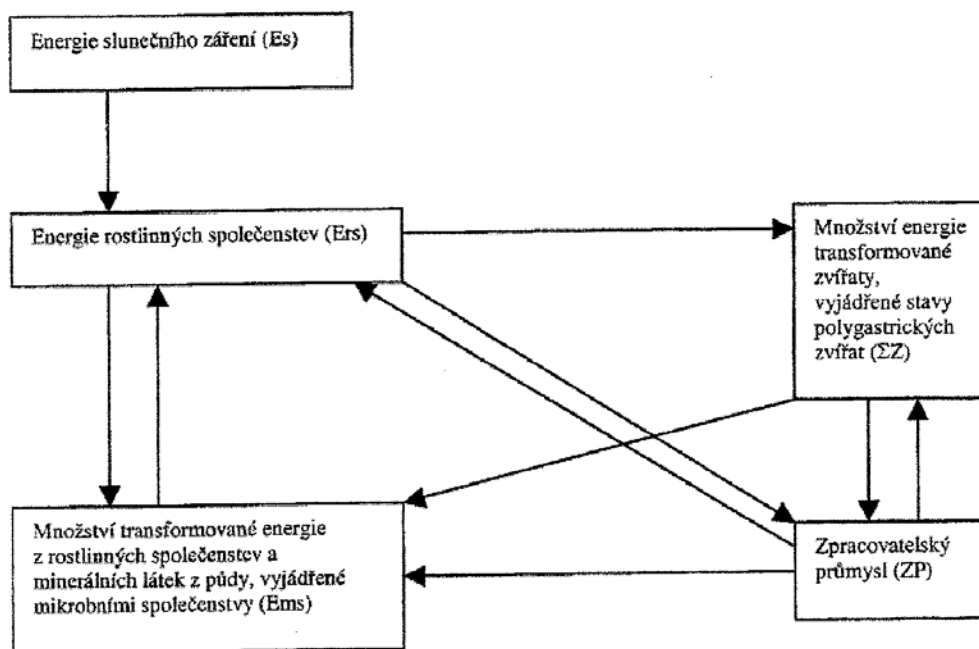 Energie slunečního záření (Es)
Energie rostlinných společenstev (Ers)
Množství energie
transformované
zvířaty,
vyjádřené stavy
polygastrických
zvířat (ΣZ)
Množství transformované energie
z rostlinných společenstev a
minerálních látek z půdy, vyjádřené
mikrobními společenstvy (Ems)
Zpracovatelský
průmysl (ZP)